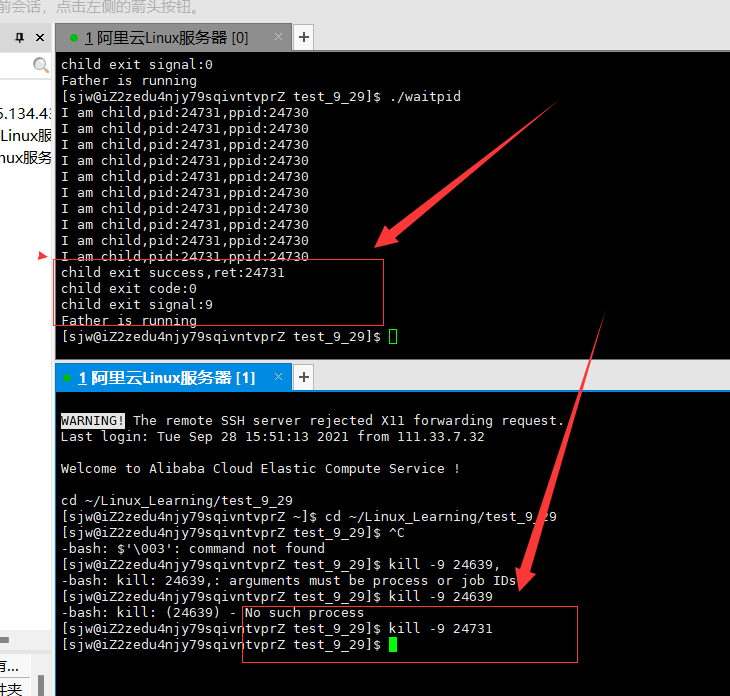 前会话，点击左侧的箭头按钮。
1 阿里云Linux服务器 [0]
child exit signal:0
Father is running
[sjw@iZ2zedu4njy79sqivntvprZ test_9_29]$ ./waitpid
I am child,pid:24731,ppid:24730
I am child,pid:24731,ppid:24730
I am child,pid:24731,ppid:24730
I am child,pid:24731,ppid:24730
I am child,pid:24731,ppid:24730
I am child,pid:24731,ppid:24730
I am child,pid:24731,ppid:24730
I am child,pid:24731,ppid:24730
I am child,pid:24731,ppid:24730
I am child,pid:24731,ppid:24730
child exit success,ret:24731
child exit code:0
child exit signal:9
Father is running
[sjw@iZ2zedu4njy79sqivntvprZ test_9_29]$
5.134.43
Linux服
nux服务
1 阿里云Linux服务器 [1]
WARNING! The remote SSH server rejected X11 forwarding request.
Last login: Tue Sep 28 15:51:13 2021 from 111.33.7.32
Welcome to Alibaba Cloud Elastic Compute Service !
cd ~/Linux_Learning/test_9_29
[sjw@iZ2zedu4njy79sqivntvprZ ~]$ cd ~/Linux_Learning/test_9_29
[sjw@iZ2zedu4njy79sqivntvprZ test_9_29]$ ^C
-bash: $'\003': command not found
[sjw@iZ2zedu4njy79sqivntvprZ test_9_29]$ kill -9 24639,
-bash: kill: 24639,: arguments must be process or job IDs
[sjw@iZ2zedu4njy79sqivntvprZ test_9_29]$ kill -9 24639
-bash: kill: (24639) - No such process
[sjw@iZ2zedu4njy79sqivntvprZ test_9_29]$ kill -9 24731
[sjw@iZ2zedu4njy79sqivntvprZ test_9_29]$
有...
件夹